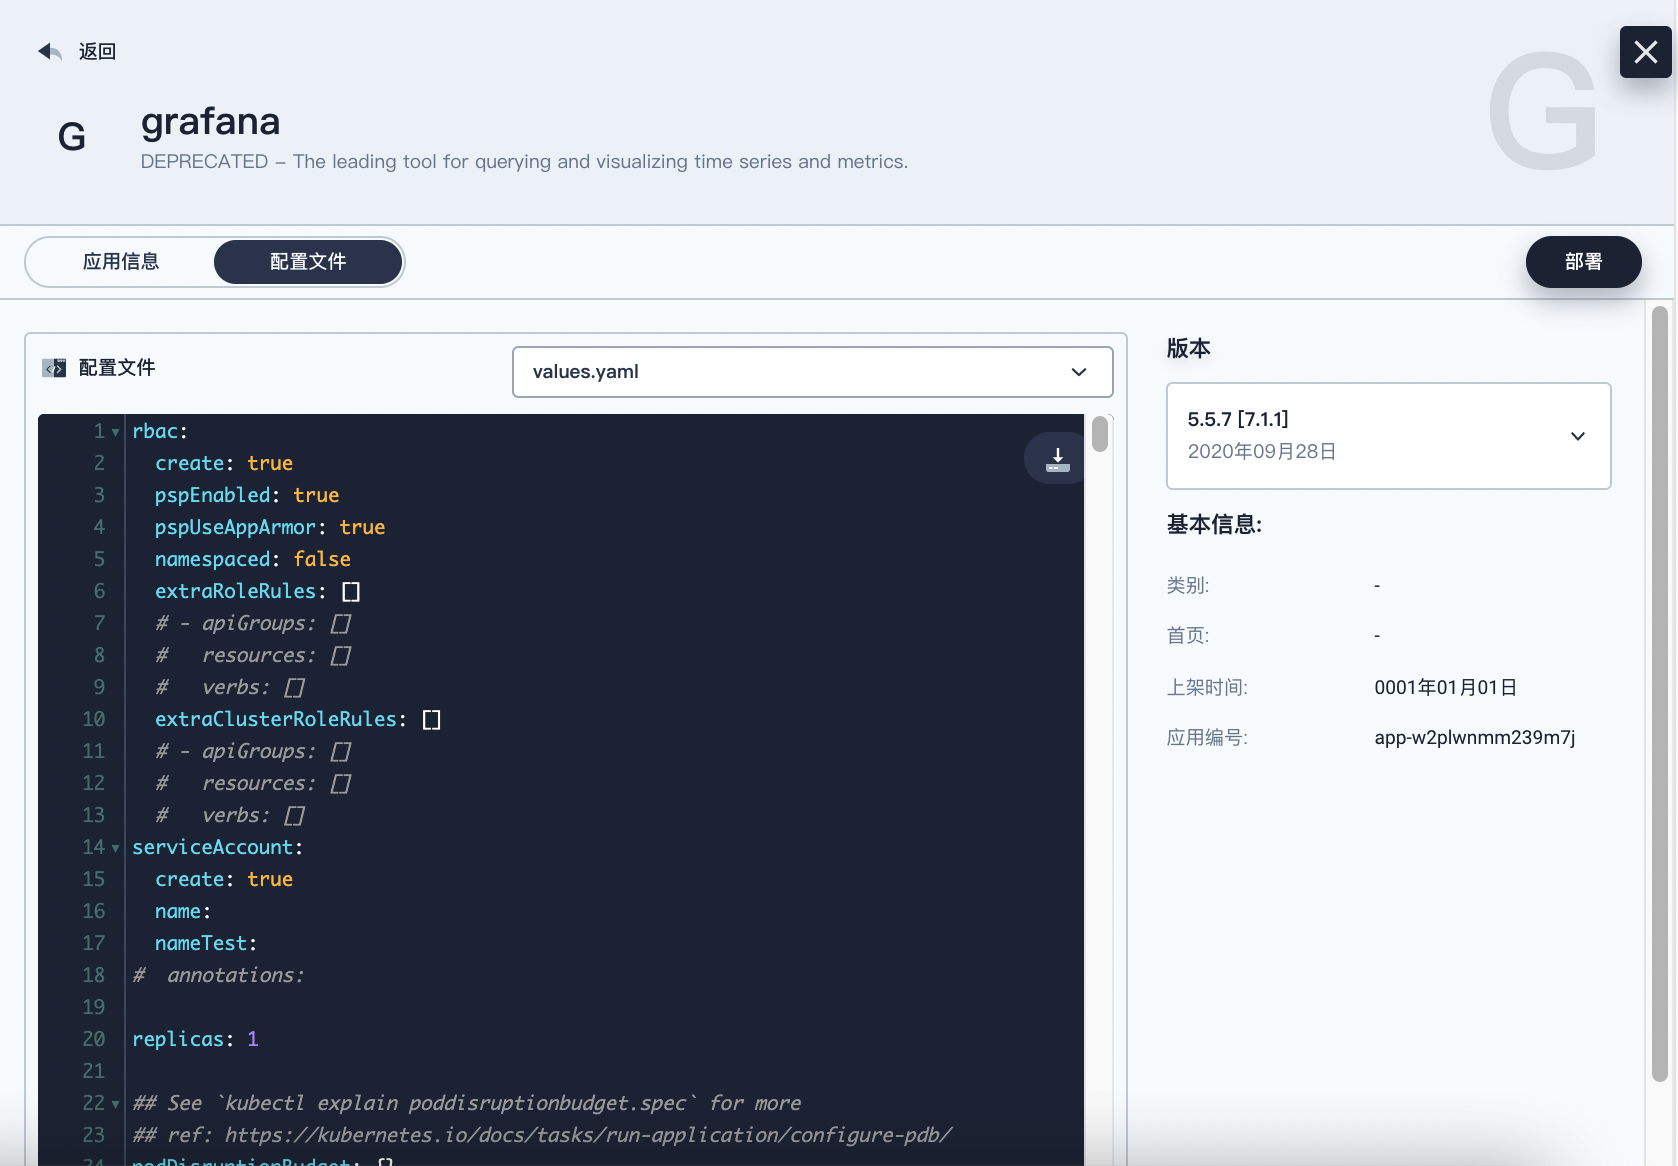 返回
G
grafana
DEPRECATED – The leading tool for querying and visualizing time series and metrics.
G
应用信息
配置文件
部署
配置文件
values.yaml
1 rbac:
2   create: true
3   pspEnabled: true
4   pspUseAppArmor: true
5   namespaced: false
6   extraRoleRules: []
7   # - apiGroups: []
8   #   resources: []
9   #   verbs: []
10   extraClusterRoleRules: []
11   # - apiGroups: []
12   #   resources: []
13   #   verbs: []
14 serviceAccount:
15   create: true
16   name:
17   nameTest:
18 #  annotations:
19
20 replicas: 1
21
22 ## See `kubectl explain poddisruptionbudget.spec` for more
23 ## ref: https://kubernetes.io/docs/tasks/run-application/configure-pdb/
24 podDisruptionBudget: {}
版本
5.5.7 [7.1.1]
2020年09月28日
基本信息:
类别: -
首页: -
上架时间: 0001年01月01日
应用编号: app-w2plwnmm239m7j